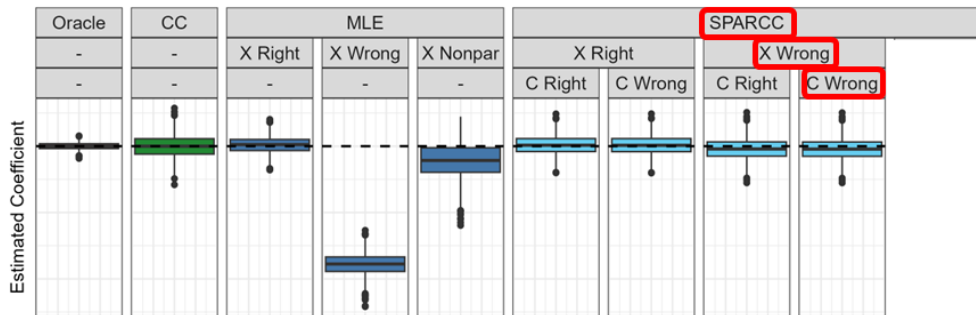 Oracle CC MLE SPARCC
- - X Right X Wrong X Nonpar X Right X Wrong
- - - - - C Right C Wrong C Right C Wrong
Estimated Coefficient